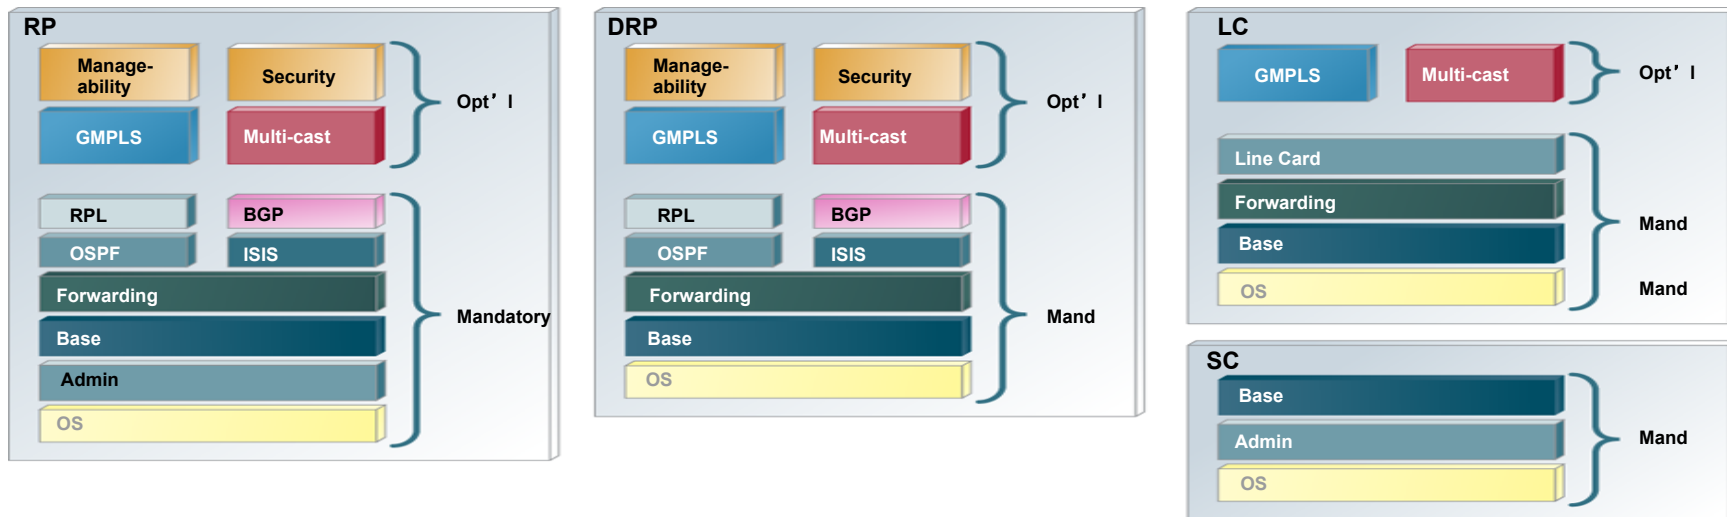 RP
Manage-
ability
Security
GMPLS
Multi-cast
Opt’ l
RPL
BGP
OSPF
ISIS
Forwarding
Base
Admin
OS
Mandatory
DRP
Manage-
ability
Security
GMPLS
Multi-cast
Opt’ l
RPL
BGP
OSPF
ISIS
Forwarding
Base
OS
Mand
LC
GMPLS
Multi-cast
Opt’ l
Line Card
Forwarding
Base
OS
Mand
Mand
SC
Base
Admin
OS
Mand